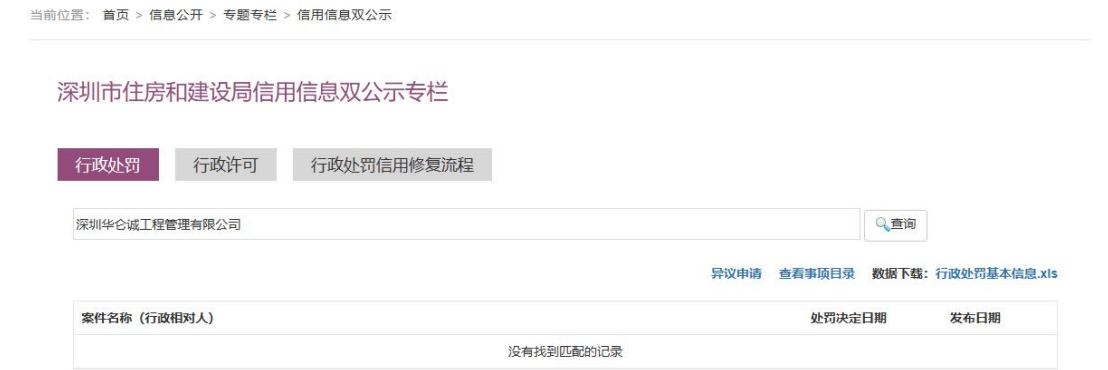 当前位置： 首页 > 信息公开 > 专题专栏 > 信用信息双公示
深圳市住房和建设局信用信息双公示专栏
行政处罚 行政许可 行政处罚信用修复流程
深圳华仑诚工程管理有限公司 查询
异议申请 查看事项目录 数据下载：行政处罚基本信息.xls
案件名称（行政相对人） 处罚决定日期 发布日期
没有找到匹配的记录